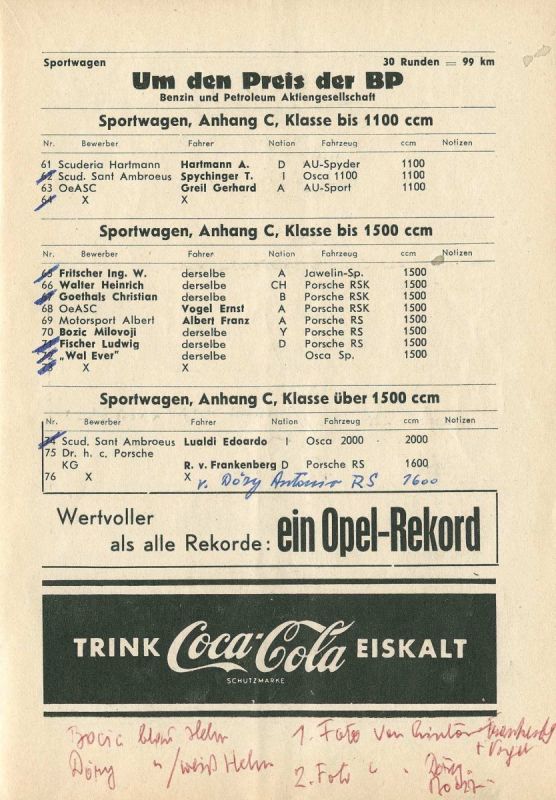 Sportwagen 30 Runden = 99 km
Um den Preis der BP
Benzin und Petroleum Aktiengesellschaft
Sportwagen, Anhang C, Klasse bis 1100 ccm
Nr. Bewerber Fahrer Nation Fahrzeug ccm Notizen
61 Scuderia Hartmann Hartmann A. D AU-Spyder 1100
62 Scud. Sant Ambroeus Spychinger T. I Osca 1100 1100
63 OeASC Greil Gerhard A AU-Sport 1100
64 X X
Sportwagen, Anhang C, Klasse bis 1500 ccm
Nr. Bewerber Fahrer Nation Fahrzeug ccm Notizen
65 Fritscher Ing. W. derselbe A Jawelin-Sp. 1500
66 Walter Heinrich derselbe CH Porsche RSK 1500
67 Goethals Christian derselbe B Porsche RSK 1500
68 OeASC Vogel Ernst A Porsche RS 1500
69 Motorsport Albert Albert Franz A Porsche RS 1500
70 Bozic Milovoji derselbe Y Porsche RS 1500
71 Fischer Ludwig derselbe D Porsche RS 1500
72 „Wal Ever" derselbe Osca Sp. 1500
73 X X
Sportwagen, Anhang C, Klasse über 1500 ccm
Nr. Bewerber Fahrer Nation Fahrzeug ccm Notizen
74 Scud. Sant Ambroeus Lualdi Edoardo I Osca 2000 2000
75 Dr. h. c. Porsche
KG R. v. Frankenberg D Porsche RS 1600
76 X X v. Döry Antonio RS 1600
Wertvoller
als alle Rekorde: ein Opel-Rekord
TRINK Coca-Cola EISKALT
SCHUTZMARKE
blau Helm 1. Foto von
Döry "/weiß Helm 2. Foto Döry